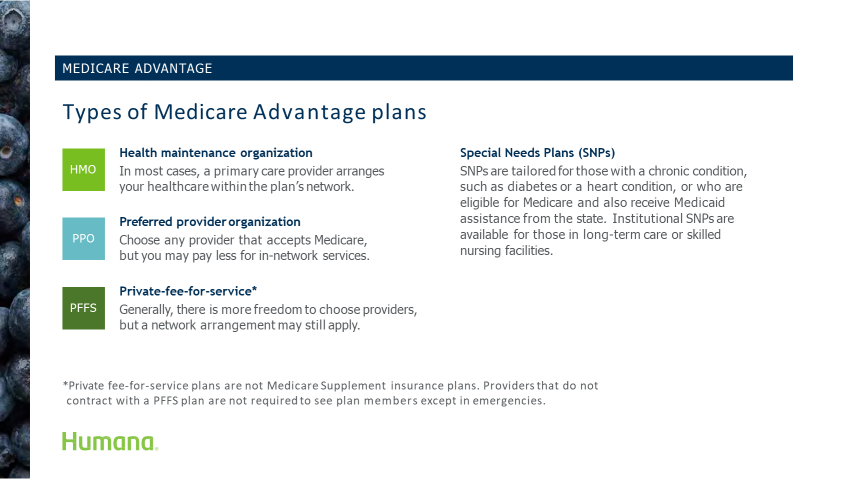 MEDICARE ADVANTAGE
Types of Medicare Advantage plans
HMO
Health maintenance organization
In most cases, a primary care provider arranges
your healthcare within the plan's network.
PPO
Preferred provider organization
Choose any provider that accepts Medicare,
but you may pay less for in-network services.
PFFS
Private-fee-for-service*
Generally, there is more freedom to choose providers,
but a network arrangement may still apply.
Special Needs Plans (SNPs)
SNPs are tailored for those with a chronic condition,
such as diabetes or a heart condition, or who are
eligible for Medicare and also receive Medicaid
assistance from the state. Institutional SNPs are
available for those in long-term care or skilled
nursing facilities.
*Private fee-for-service plans are not Medicare Supplement insurance plans. Providers that do not
contract with a PFFS plan are not required to see plan members except in emergencies.
Humana®